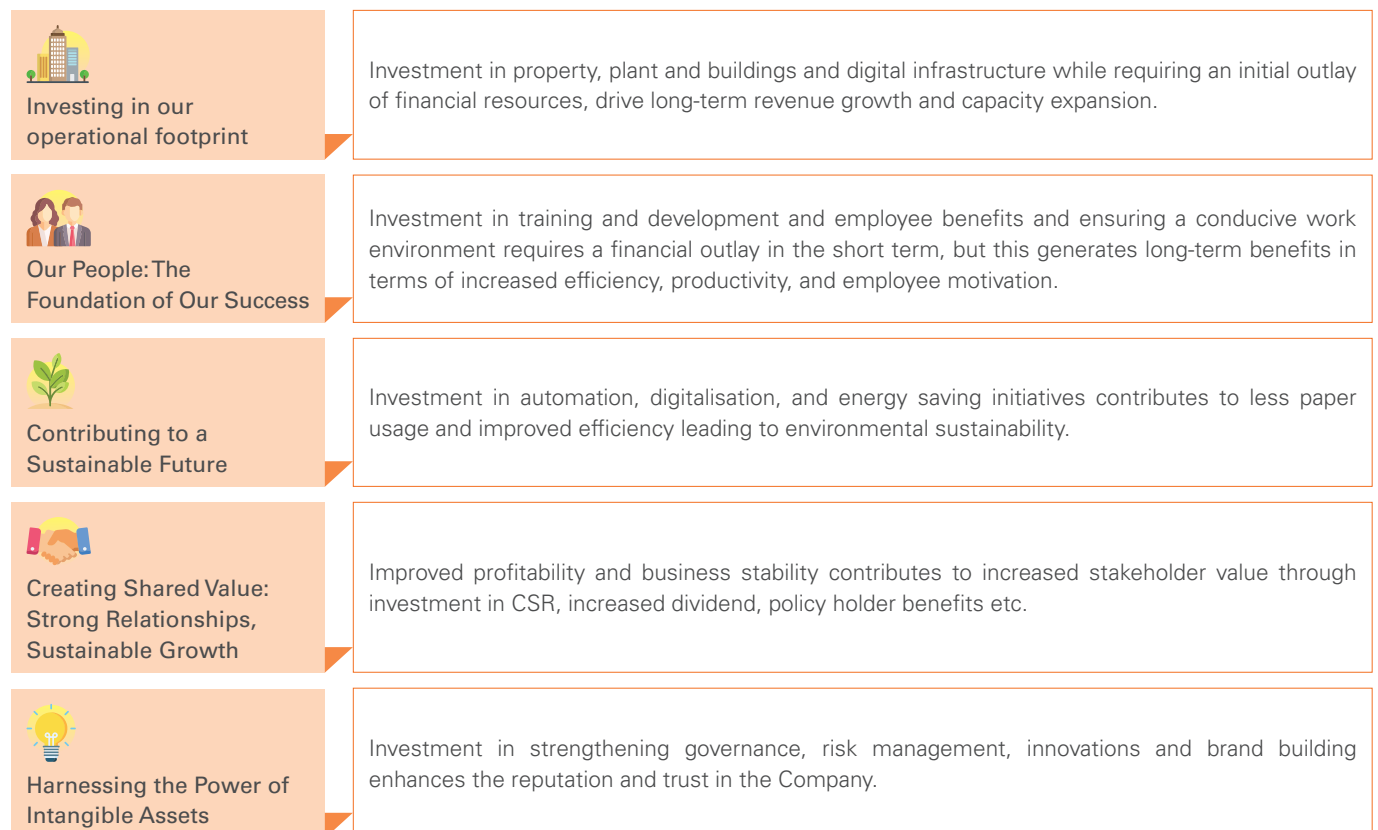 Investing in our
operational footprint
Investment in property, plant and buildings and digital infrastructure while requiring an initial outlay
of financial resources, drive long-term revenue growth and capacity expansion.
Our People: The
Foundation of Our Success
Investment in training and development and employee benefits and ensuring a conducive work
environment requires a financial outlay in the short term, but this generates long-term benefits in
terms of increased efficiency, productivity, and employee motivation.
Contributing to a
Sustainable Future
Investment in automation, digitalisation, and energy saving initiatives contributes to less paper
usage and improved efficiency leading to environmental sustainability.
Creating Shared Value:
Strong Relationships,
Sustainable Growth
Improved profitability and business stability contributes to increased stakeholder value through
investment in CSR, increased dividend, policy holder benefits etc.
Harnessing the Power of
Intangible Assets
Investment in strengthening governance, risk management, innovations and brand building
enhances the reputation and trust in the Company.